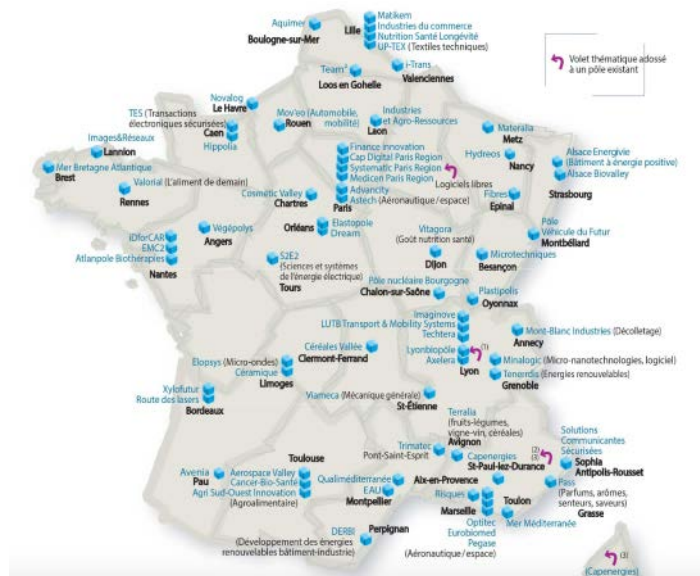 Aquimer
Boulogne-sur-Mer
Lille
Matikem
Industries du commerce
Nutrition Santé Longévité
UP-TEX (Textiles techniques)
Team²
Loos en Gohelle
i-Trans
Valenciennes
Volet thématique adossé
à un pôle existant
Novalog
Le Havre
TES (Transactions
électroniques sécurisées)
Caen
Hippolia
Mov'eo (Automobile,
mobilité)
Rouen
Industries
et Agro-Ressources
Laon
Materalia
Metz
Hydreos
Nancy
Alsace Energivie
(Bâtiment à énergie positive)
Alsace Biovalley
Strasbourg
Images&Réseaux
Lannion
Mer Bretagne Atlantique
Brest
Valorial (L'aliment de demain)
Rennes
Finance innovation
Cap Digital Paris Region
Systematic Paris Region
Medicen Paris Region
Advancity
Astech (Aéronautique/espace)
Paris
Logiciels libres
Cosmetic Valley
Chartres
Fibres
Epinal
Elastopole
Dream
Orléans
Végépolys
Angers
iDforCAR
EMC2
Atlanpole Biothérapies
Nantes
S2E2
(Sciences et systèmes
de l'énergie électrique)
Tours
Vitagora
(Goût nutrition santé)
Dijon
Pôle
Véhicule du Futur
Montbéliard
Microtechniques
Besançon
Pôle nucléaire Bourgogne
Chalon-sur-Saône
Plastipolis
Oyonnax
Imaginove
LUTB Transport & Mobility Systems
Techtera
Lyonbiopôle
Axelera
(1)
Lyon
Mont-Blanc Industries (Décolletage)
Annecy
Minalogic (Micro-nanotechnologies, logiciel)
Tenerrdis (Énergies renouvelables)
Grenoble
Céréales Vallée
Clermont-Ferrand
Elopsys (Micro-ondes)
Céramique
Limoges
Xylofutur
Route des lasers
Bordeaux
Viameca (Mécanique générale)
St-Étienne
Terralia
(fruits-légumes,
vigne-vin, céréales)
Avignon
Trimatec
Pont-Saint-Esprit
Capenergies
St-Paul-lez-Durance
(2)
(3)
Solutions
Communicantes
Sécurisées
Sophia
Antipolis-Rousset
Toulouse
Aerospace Valley
Cancer-Bio-Santé
Agri Sud-Ouest Innovation
(Agroalimentaire)
Avenia
Pau
Qualiméditerranée
EAU
Montpellier
Aix-en-Provence
Risques
Marseille
Optitec
Eurobiomed
Pegase
(Aéronautique/espace)
Toulon
Mer Méditerranée
Pass
(Parfums, arômes,
senteurs, saveurs)
Grasse
DERBI
(Développement des énergies
renouvelables bâtiment-industrie)
Perpignan
(3)
(Capenergies)